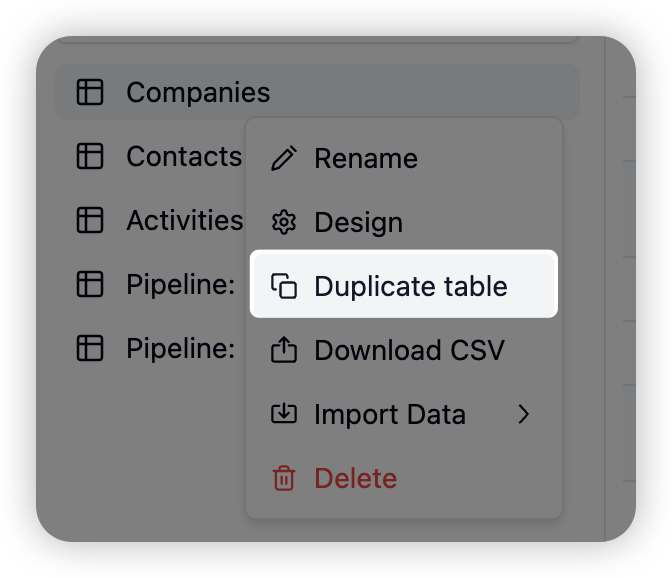 Companies
Contacts
Activities
Pipeline:
Pipeline:
Rename
Design
Duplicate table
Download CSV
Import Data
Delete